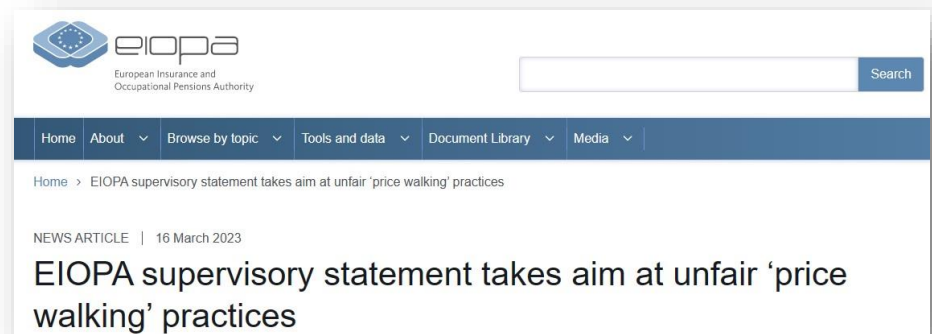 eiopa
European Insurance and
Occupational Pensions Authority
Search
Home About Browse by topic Tools and data Document Library Media
Home > EIOPA supervisory statement takes aim at unfair ‘price walking’ practices
NEWS ARTICLE | 16 March 2023
EIOPA supervisory statement takes aim at unfair ‘price
walking’ practices